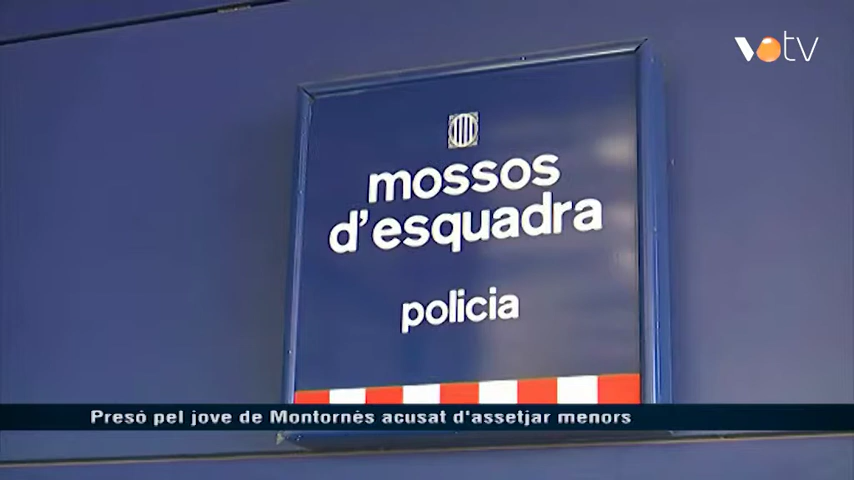 votv
mossos
d'esquadra
policia
Presó pel jove de Montornès acusat d'assetjar menors